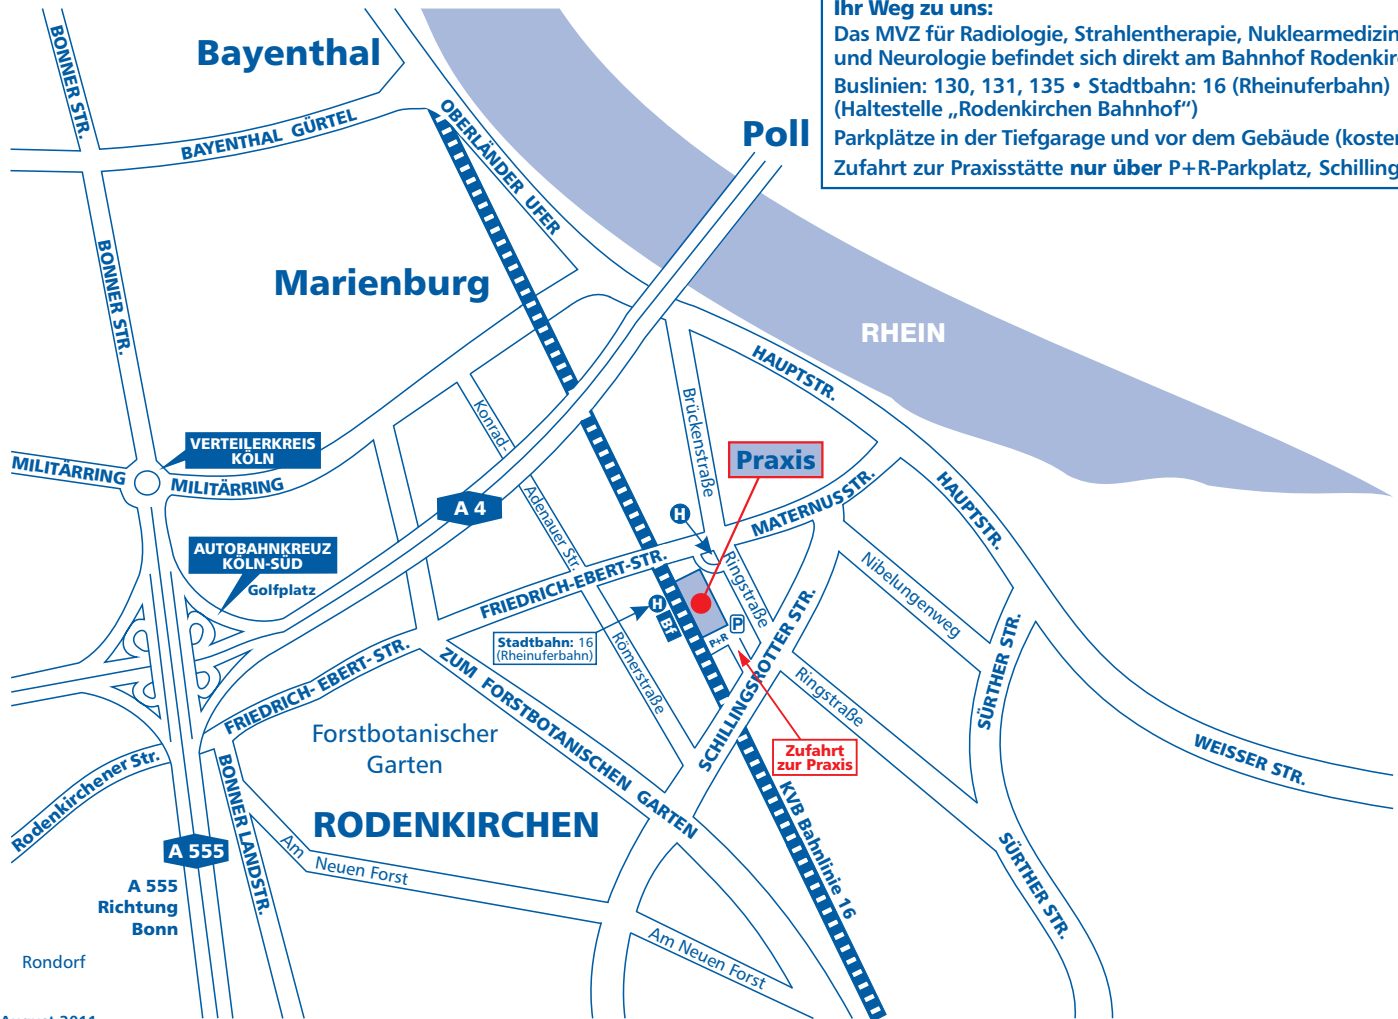 Ihr Weg zu uns:
Das MVZ für Radiologie, Strahlentherapie, Nuklearmedizin
und Neurologie befindet sich direkt am Bahnhof
Buslinien: 130, 131, 135 • Stadtbahn: 16 (Rheinuferbahn)
(Haltestelle „Rodenkirchen Bahnhof“)
Parkplätze in der Tiefgarage und vor dem Gebäude
Zufahrt zur Praxisstätte nur über P+R-Parkplatz,
BONNER STR.
Bayenthal
BAYENTHAL GÜRTEL
OBERLÄNDER UFER
Poll
BONNER STR.
Marienburg
RHEIN
HAUPTSTR.
Brückenstraße
Konrad-
Adenauer Str.
VERTEILERKREIS
KÖLN
MILITÄRRING
MILITÄRRING
Praxis
A 4
H
MATERNUSSTR.
HAUPTSTR.
AUTOBAHNKREUZ
KÖLN-SÜD
Golfplatz
FRIEDRICH-EBERT-STR.
Ringstraße
Nibelungenweg
H
Bf
P
P+R
Stadtbahn: 16
(Rheinuferbahn)
Römerstraße
SCHILLINGSROTTER STR.
SÜRTHER STR.
FRIEDRICH- EBERT-STR.
ZUM FORSTBOTANISCHEN GARTEN
Ringstraße
Forstbotanischer
Garten
Zufahrt
zur Praxis
WEISSER STR.
Rodenkirchener Str.
BONNER LANDSTR.
RODENKIRCHEN
KVB Bahnlinie 16
A 555
Am Neuen Forst
SÜRTHER STR.
A 555
Richtung
Bonn
Am Neuen Forst
Rondorf